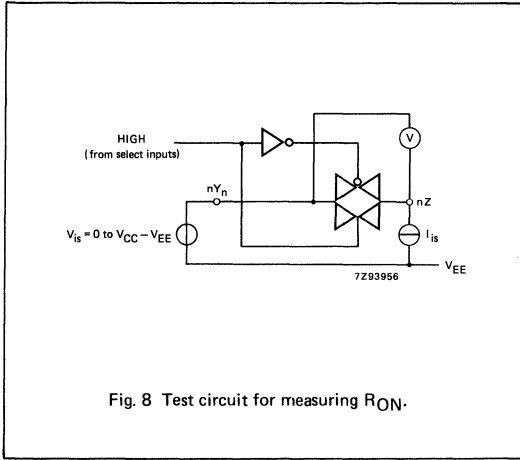 HIGH
(from select inputs)
V
nYn
nZ
Vis = 0 to VCC – VEE
Iis
7Z93956
VEE
Fig. 8 Test circuit for measuring RON.